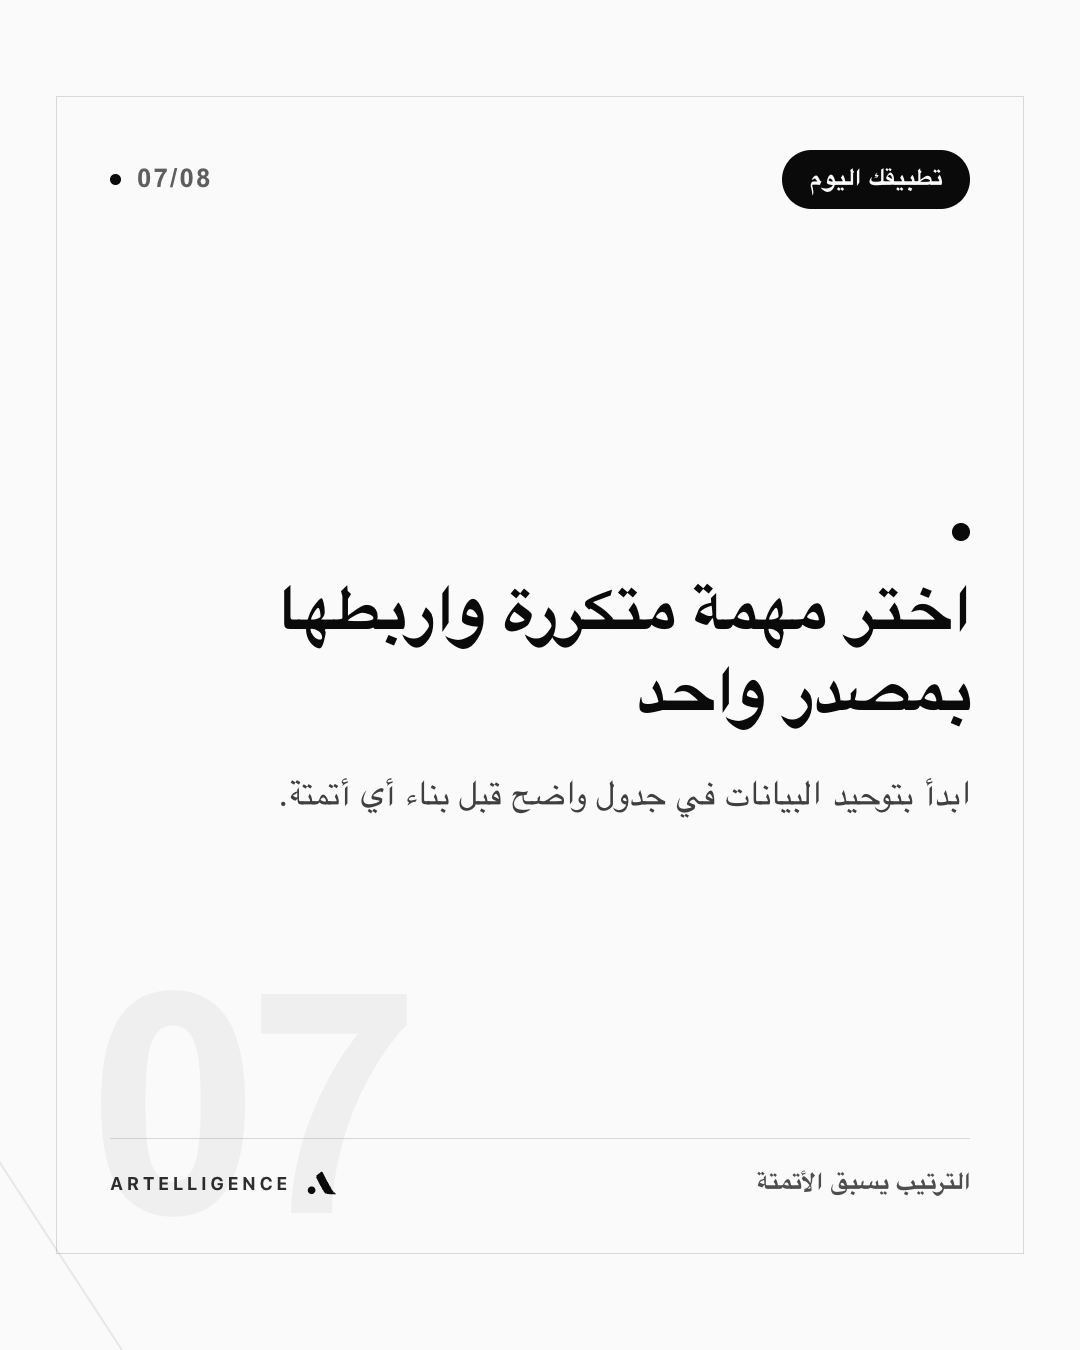 تطبيقك اليوم
07/08
اختر مهمة متكررة واربطها
بمصدر واحد
ابدأ بتوحيد البيانات في جدول واضح قبل بناء أي أتمتة.
07
الترتيب يسبق الأتمتة
ARTELLIGENCE